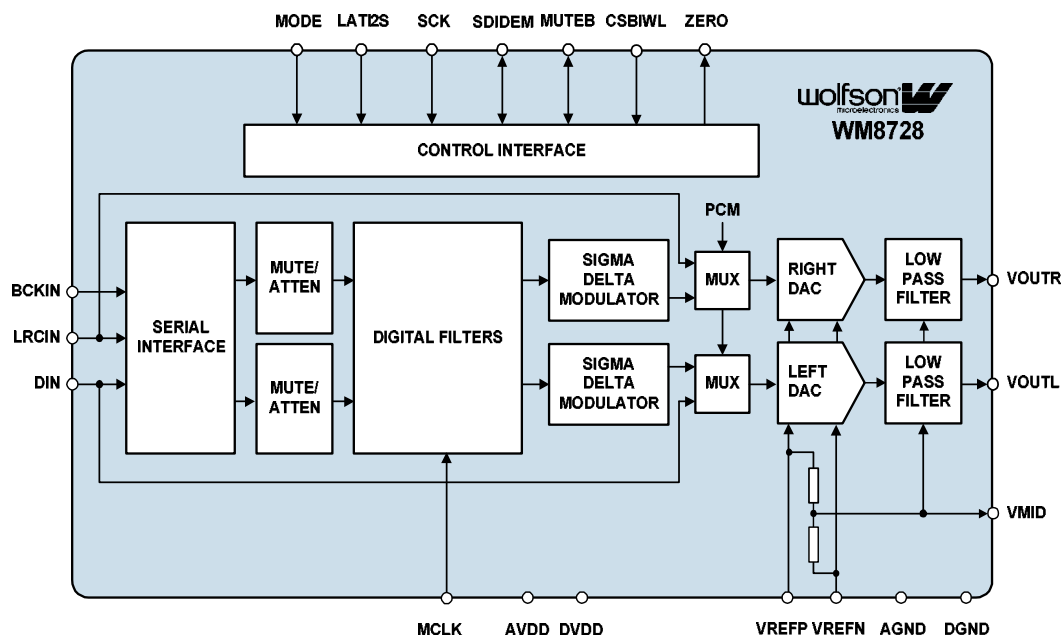 MODE LATI2S SCK SDIDEM MUTEB CSBIWL ZERO
wolfson
microelectronics
WM8728
CONTROL INTERFACE
PCM
BCKIN
LRCIN
DIN
SERIAL
INTERFACE
MUTE/
ATTEN
MUTE/
ATTEN
DIGITAL FILTERS
SIGMA
DELTA
MODULATOR
SIGMA
DELTA
MODULATOR
MUX
MUX
RIGHT
DAC
LEFT
DAC
LOW
PASS
FILTER
LOW
PASS
FILTER
VOUTR
VOUTL
VMID
MCLK AVDD DVDD VREFP VREFN AGND DGND